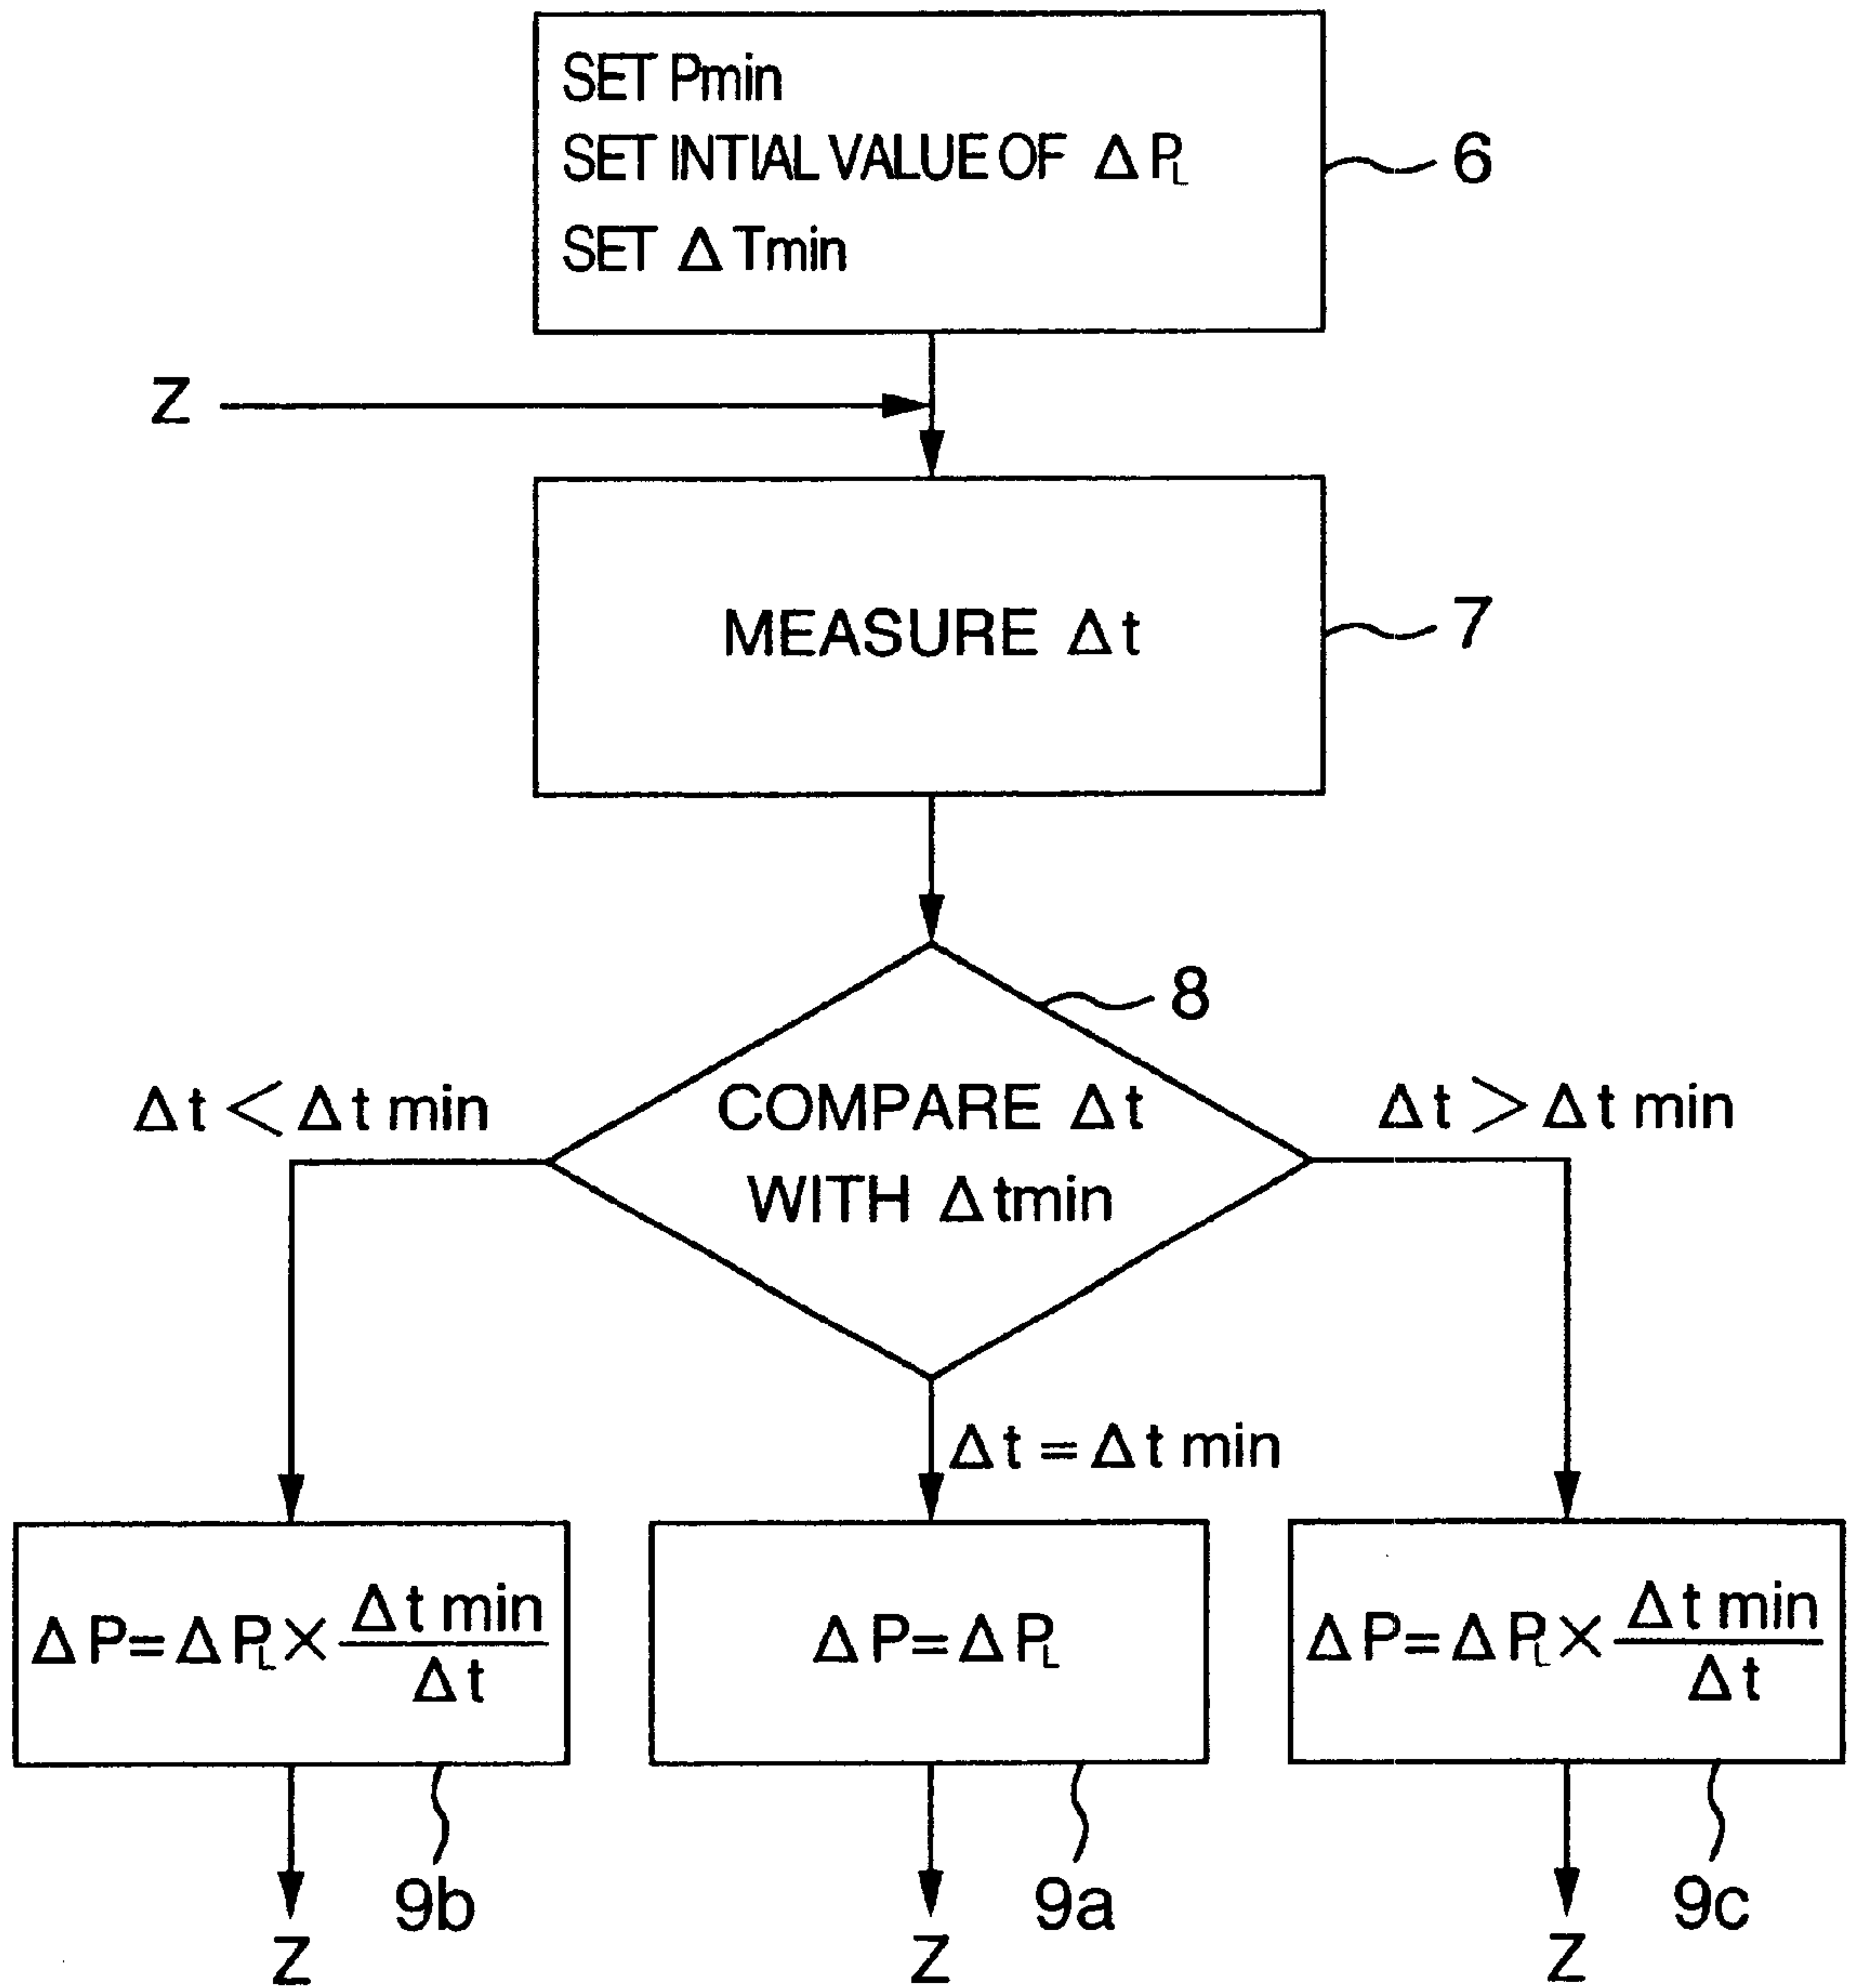 SET Pmin
SET INTIAL VALUE OF Δ PL
SET Δ Tmin
6
Z
MEASURE Δt
7
8
COMPARE Δt
WITH Δtmin
Δt < Δt min
Δt > Δt min
Δt = Δt min
ΔP=ΔPL × Δt min / Δt
ΔP=ΔPL
ΔP=ΔPL × Δt min / Δt
9b
9a
9c
Z
Z
Z